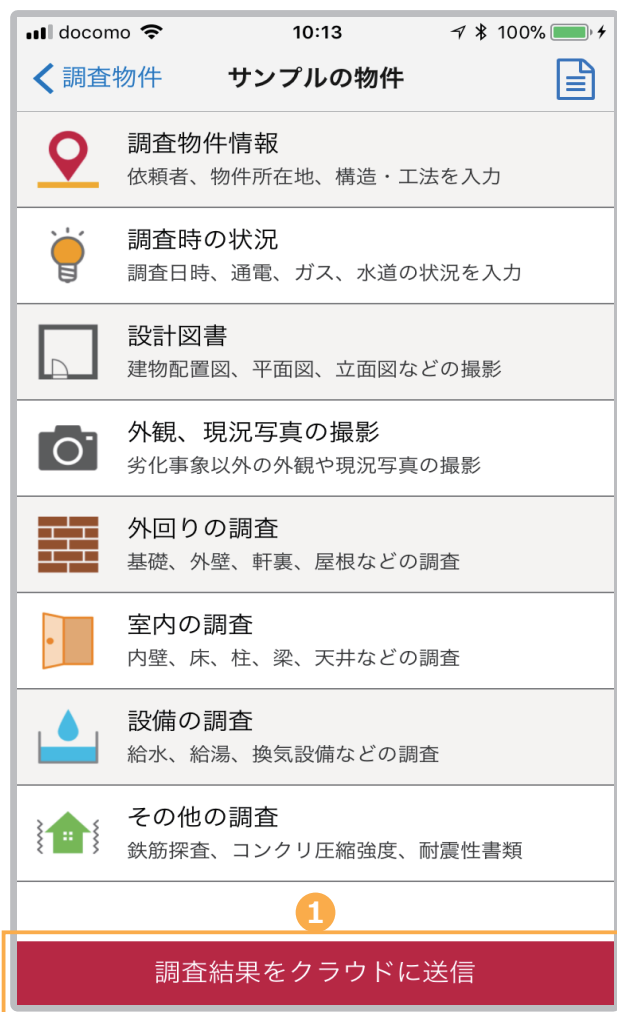 docomo 10:13 100%
調査物件 サンプルの物件
調査物件情報
依頼者、物件所在地、構造・工法を入力
調査時の状況
調査日時、通電、ガス、水道の状況を入力
設計図書
建物配置図、平面図、立面図などの撮影
外観、現況写真の撮影
劣化事象以外の外観や現況写真の撮影
外回りの調査
基礎、外壁、軒裏、屋根などの調査
室内の調査
内壁、床、柱、梁、天井などの調査
設備の調査
給水、給湯、換気設備などの調査
その他の調査
鉄筋探査、コンクリ圧縮強度、耐震性書類
1
調査結果をクラウドに送信